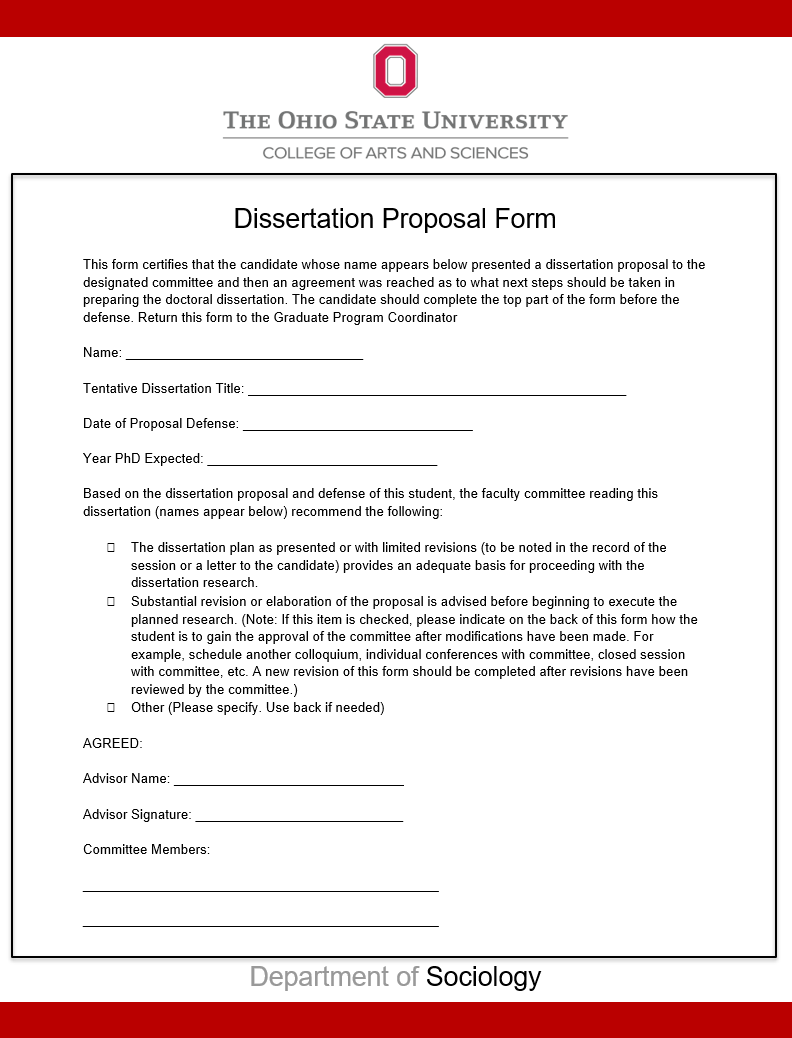 THE OHIO STATE UNIVERSITY
COLLEGE OF ARTS AND SCIENCES
Dissertation Proposal Form
This form certifies that the candidate whose name appears below presented a dissertation proposal to the
designated committee and then an agreement was reached as to what next steps should be taken in
preparing the doctoral dissertation. The candidate should complete the top part of the form before the
defense. Return this form to the Graduate Program Coordinator
Name: ________________________________
Tentative Dissertation Title: ___________________________________________________
Date of Proposal Defense: _______________________________
Year PhD Expected: _______________________________
Based on the dissertation proposal and defense of this student, the faculty committee reading this
dissertation (names appear below) recommend the following:
☐ The dissertation plan as presented or with limited revisions (to be noted in the record of the
session or a letter to the candidate) provides an adequate basis for proceeding with the
dissertation research.
☐ Substantial revision or elaboration of the proposal is advised before beginning to execute the
planned research. (Note: If this item is checked, please indicate on the back of this form how the
student is to gain the approval of the committee after modifications have been made. For
example, schedule another colloquium, individual conferences with committee, closed session
with committee, etc. A new revision of this form should be completed after revisions have been
reviewed by the committee.)
☐ Other (Please specify. Use back if needed)
AGREED:
Advisor Name: _______________________________
Advisor Signature: ____________________________
Committee Members:
________________________________________________
________________________________________________
Department of Sociology